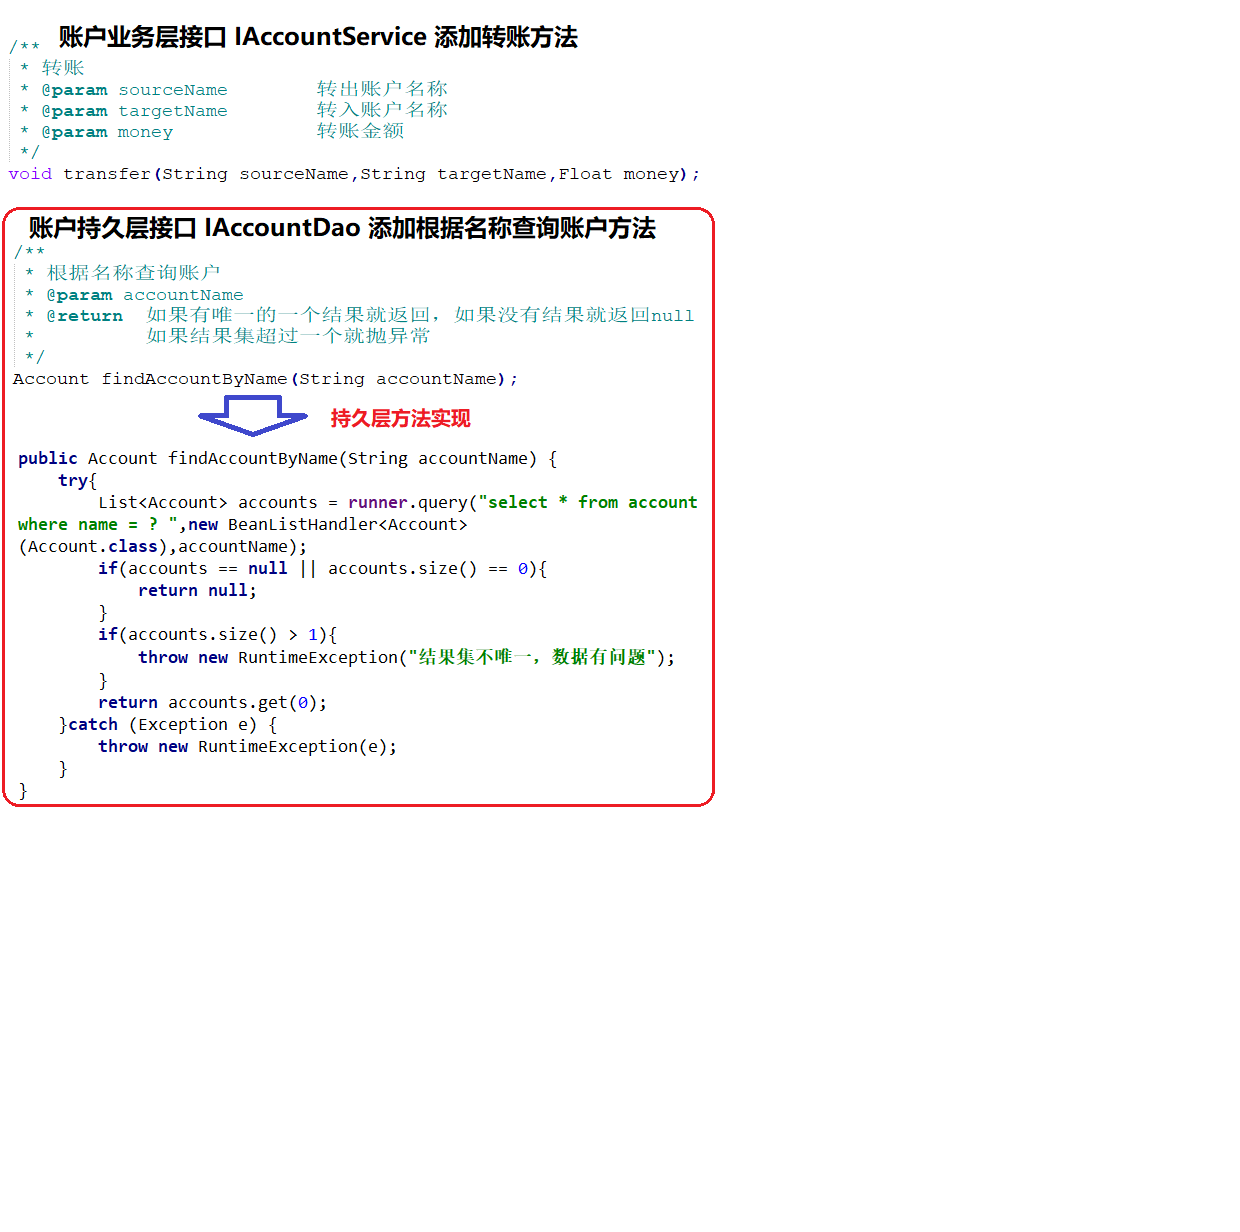 账户业务层接口 IAccountService 添加转账方法
/**
* 转账
* @param sourceName 转出账户名称
* @param targetName 转入账户名称
* @param money 转账金额
*/
void transfer(String sourceName,String targetName,Float money);
账户持久层接口 IAccountDao 添加根据名称查询账户方法
/**
* 根据名称查询账户
* @param accountName
* @return 如果有唯一的一个结果就返回，如果没有结果就返回null
* 如果结果集超过一个就抛异常
*/
Account findAccountByName(String accountName);
持久层方法实现
public Account findAccountByName(String accountName) {
try{
List<Account> accounts = runner.query("select * from account
where name = ? ",new BeanListHandler<Account>
(Account.class),accountName);
if(accounts == null || accounts.size() == 0){
return null;
}
if(accounts.size() > 1){
throw new RuntimeException("结果集不唯一，数据有问题");
}
return accounts.get(0);
}catch (Exception e) {
throw new RuntimeException(e);
}
}